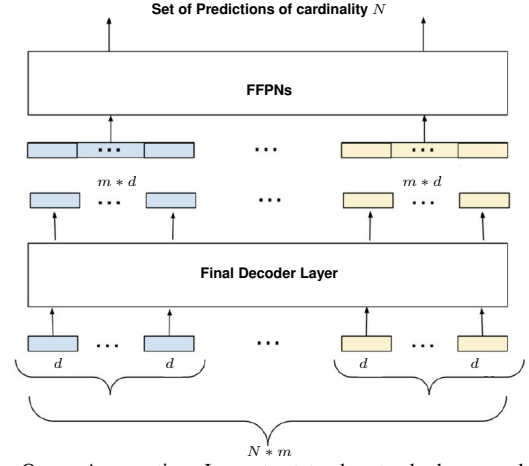 Set of Predictions of cardinality N
FFPNs
... ... ...
m * d m * d
... ... ...
Final Decoder Layer
... ... ...
d d d d
N * m